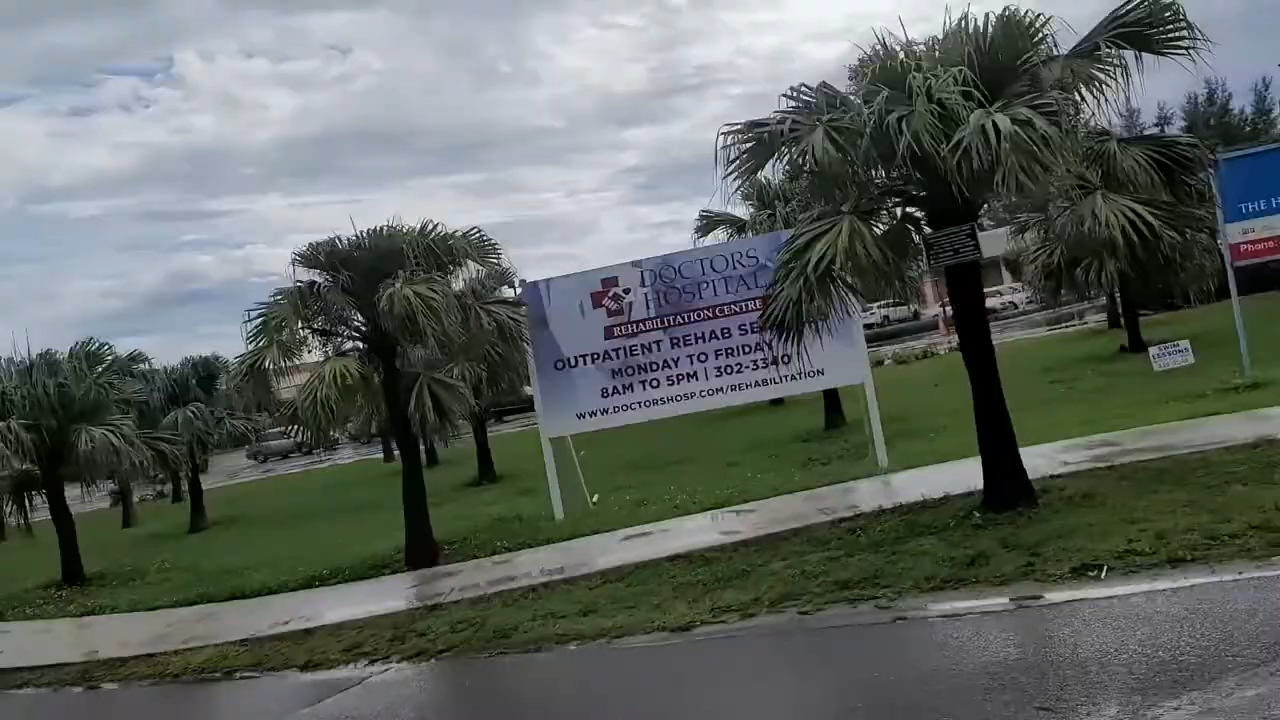 DOCTORS
HOSPITAL
REHABILITATION CENTRE
OUTPATIENT REHAB SE
MONDAY TO FRIDAY
8AM TO 5PM | 302-3340
WWW.DOCTORSHOSP.COM/REHABILITATION
THE H
Phone:
SWIM
LESSONS